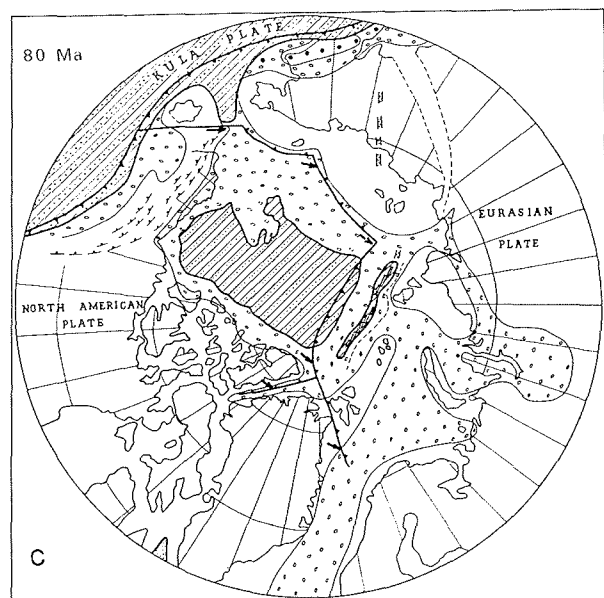 80 Ma
KULA PLATE
EURASIAN
PLATE
NORTH AMERICAN
PLATE
C